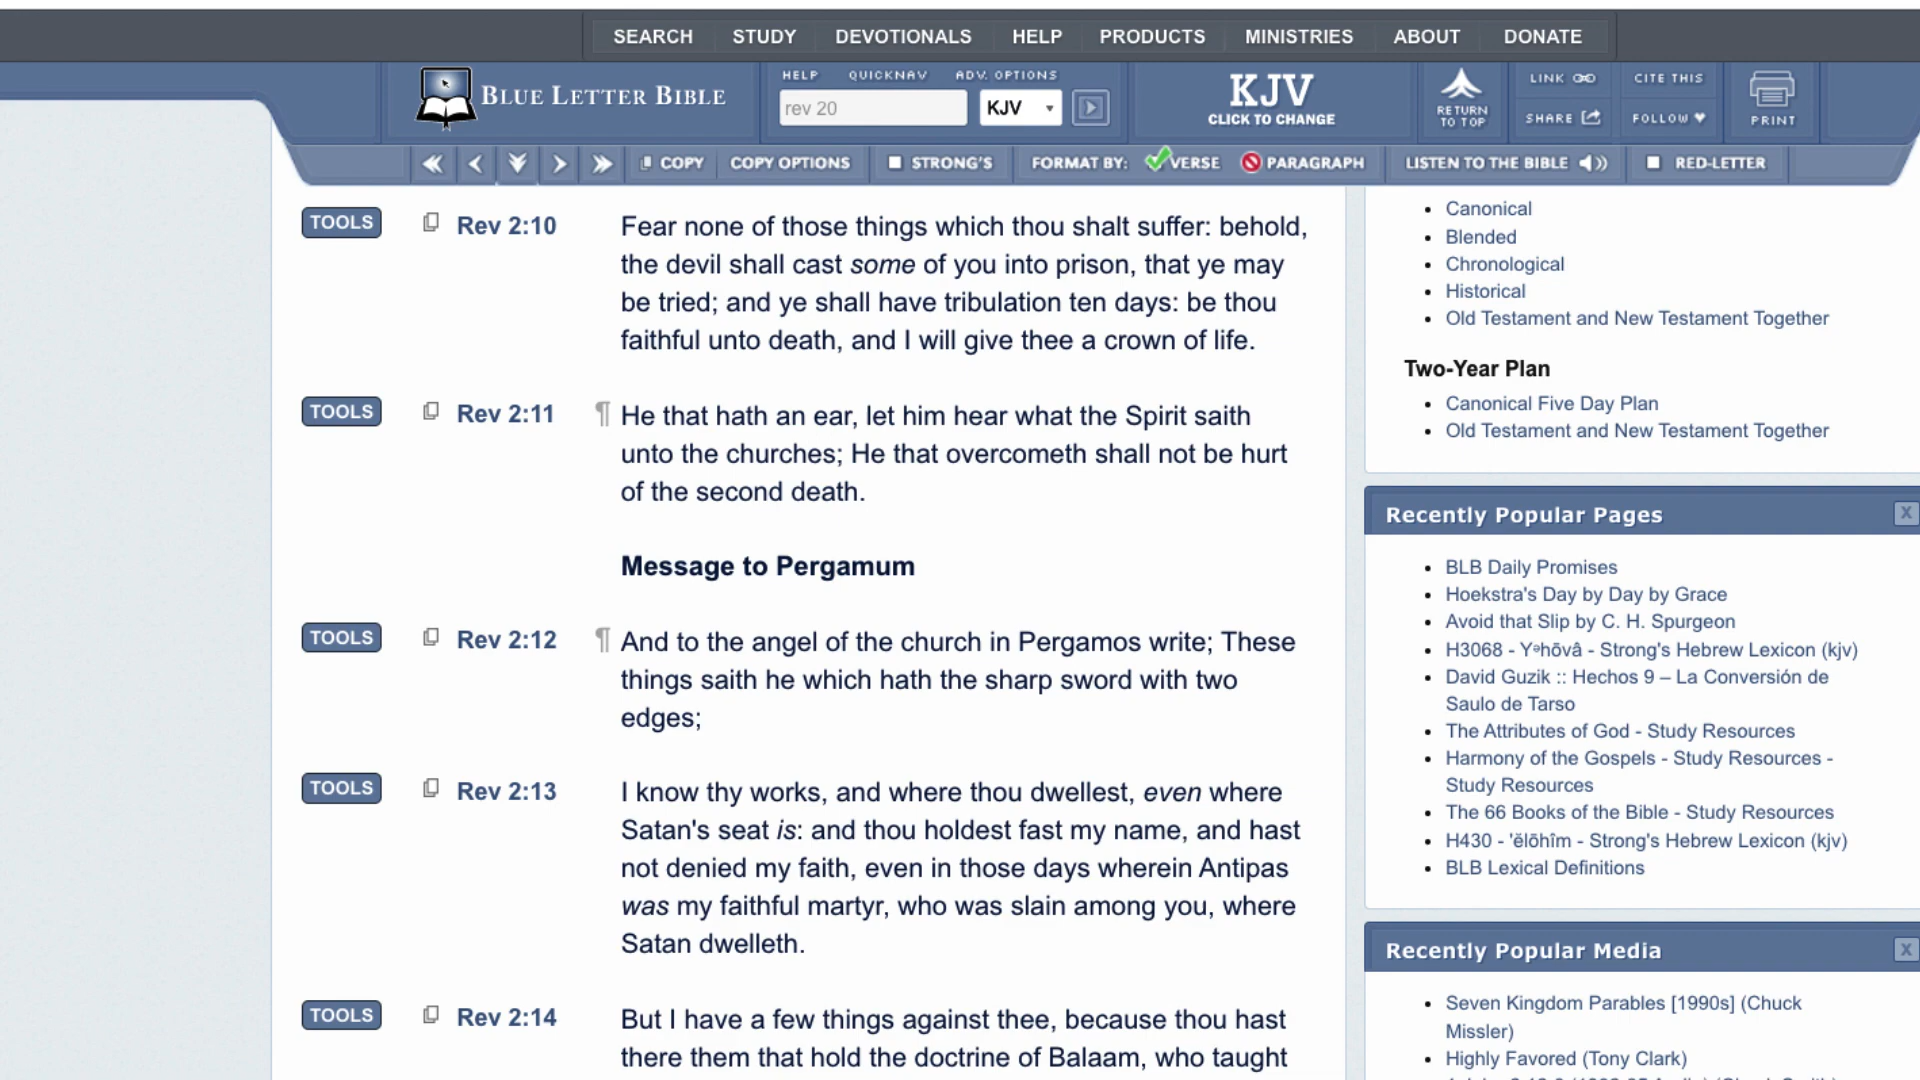 SEARCH STUDY DEVOTIONALS HELP PRODUCTS MINISTRIES ABOUT DONATE
BLUE LETTER BIBLE
HELP QUICKNAV ADV. OPTIONS
rev 20 KJV
KJV
CLICK TO CHANGE
RETURN
TO TOP
LINK
SHARE
CITE THIS
FOLLOW
PRINT
COPY COPY OPTIONS STRONG'S FORMAT BY: VERSE PARAGRAPH LISTEN TO THE BIBLE RED-LETTER
TOOLS Rev 2:10 Fear none of those things which thou shalt suffer: behold,
the devil shall cast some of you into prison, that ye may
be tried; and ye shall have tribulation ten days: be thou
faithful unto death, and I will give thee a crown of life.
TOOLS Rev 2:11 ¶ He that hath an ear, let him hear what the Spirit saith
unto the churches; He that overcometh shall not be hurt
of the second death.
Message to Pergamum
TOOLS Rev 2:12 ¶ And to the angel of the church in Pergamos write; These
things saith he which hath the sharp sword with two
edges;
TOOLS Rev 2:13 I know thy works, and where thou dwellest, even where
Satan's seat is: and thou holdest fast my name, and hast
not denied my faith, even in those days wherein Antipas
was my faithful martyr, who was slain among you, where
Satan dwelleth.
TOOLS Rev 2:14 But I have a few things against thee, because thou hast
there them that hold the doctrine of Balaam, who taught
• Canonical
• Blended
• Chronological
• Historical
• Old Testament and New Testament Together
Two-Year Plan
• Canonical Five Day Plan
• Old Testament and New Testament Together
Recently Popular Pages X
• BLB Daily Promises
• Hoekstra's Day by Day by Grace
• Avoid that Slip by C. H. Spurgeon
• H3068 - Yᵊhōvâ - Strong's Hebrew Lexicon (kjv)
• David Guzik :: Hechos 9 – La Conversión de
Saulo de Tarso
• The Attributes of God - Study Resources
• Harmony of the Gospels - Study Resources -
Study Resources
• The 66 Books of the Bible - Study Resources
• H430 - 'ĕlōhîm - Strong's Hebrew Lexicon (kjv)
• BLB Lexical Definitions
Recently Popular Media X
• Seven Kingdom Parables [1990s] (Chuck
Missler)
• Highly Favored (Tony Clark)